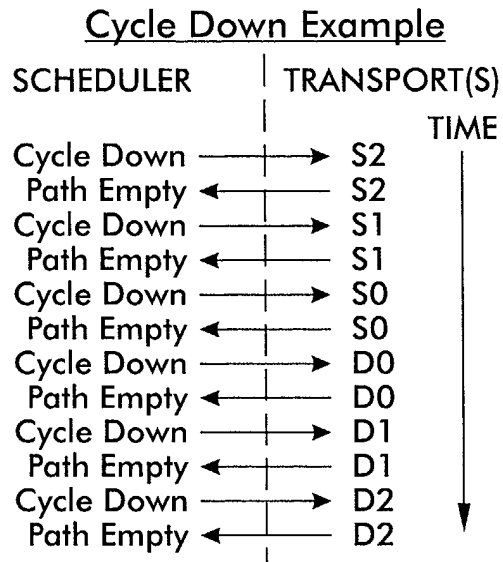 Cycle Down Example
SCHEDULER TRANSPORT(S)
TIME
Cycle Down S2
Path Empty S2
Cycle Down S1
Path Empty S1
Cycle Down S0
Path Empty S0
Cycle Down D0
Path Empty D0
Cycle Down D1
Path Empty D1
Cycle Down D2
Path Empty D2